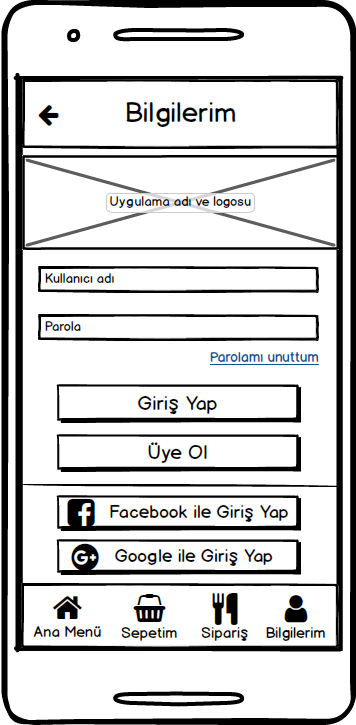 Bilgilerim
Uygulama adı ve logosu
Kullanıcı adı
Parola
Parolamı unuttum
Giriş Yap
Üye Ol
Facebook ile Giriş Yap
G+ Google ile Giriş Yap
Ana Menü Sepetim Sipariş Bilgilerim